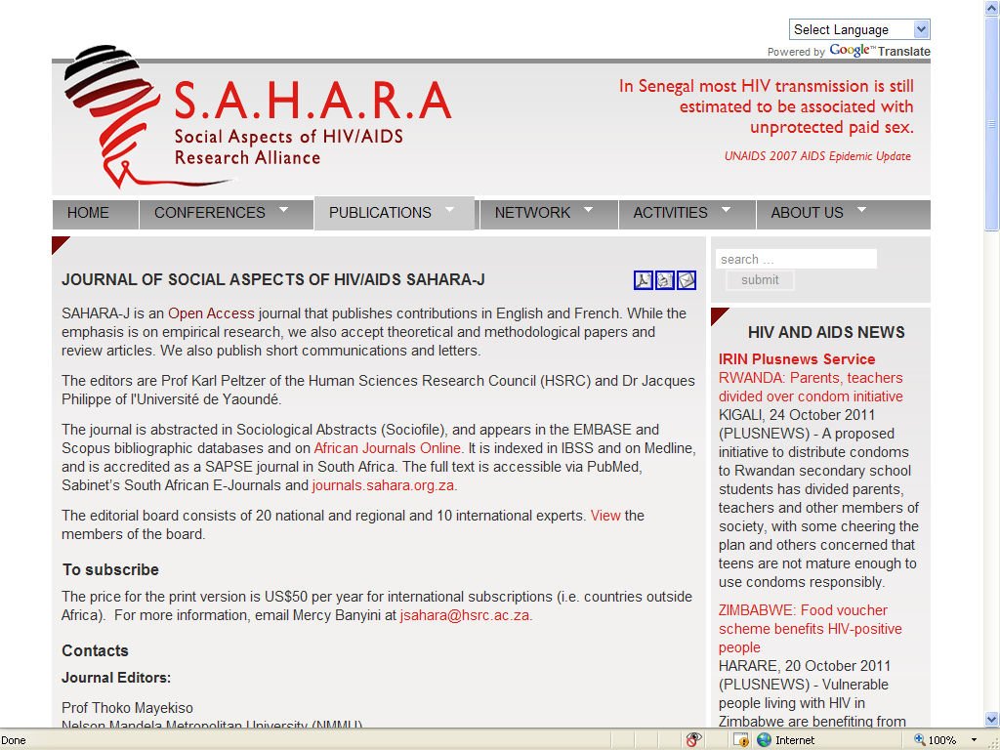 Select Language
Powered by Google™ Translate
S.A.H.A.R.A
Social Aspects of HIV/AIDS
Research Alliance
In Senegal most HIV transmission is still
estimated to be associated with
unprotected paid sex.
UNAIDS 2007 AIDS Epidemic Update
HOME CONFERENCES PUBLICATIONS NETWORK ACTIVITIES ABOUT US
JOURNAL OF SOCIAL ASPECTS OF HIV/AIDS SAHARA-J
SAHARA-J is an Open Access journal that publishes contributions in English and French. While the
emphasis is on empirical research, we also accept theoretical and methodological papers and
review articles. We also publish short communications and letters.
The editors are Prof Karl Peltzer of the Human Sciences Research Council (HSRC) and Dr Jacques
Philippe of l'Université de Yaoundé.
The journal is abstracted in Sociological Abstracts (Sociofile), and appears in the EMBASE and
Scopus bibliographic databases and on African Journals Online. It is indexed in IBSS and on Medline,
and is accredited as a SAPSE journal in South Africa. The full text is accessible via PubMed,
Sabinet's South African E-Journals and journals.sahara.org.za.
The editorial board consists of 20 national and regional and 10 international experts. View the
members of the board.
To subscribe
The price for the print version is US$50 per year for international subscriptions (i.e. countries outside
Africa).  For more information, email Mercy Banyini at jsahara@hsrc.ac.za.
Contacts
Journal Editors:
Prof Thoko Mayekiso
Nelson Mandela Metropolitan University (NMMU)
search ...
submit
HIV AND AIDS NEWS
IRIN Plusnews Service
RWANDA: Parents, teachers
divided over condom initiative
KIGALI, 24 October 2011
(PLUSNEWS) - A proposed
initiative to distribute condoms
to Rwandan secondary school
students has divided parents,
teachers and other members of
society, with some cheering the
plan and others concerned that
teens are not mature enough to
use condoms responsibly.
ZIMBABWE: Food voucher
scheme benefits HIV-positive
people
HARARE, 20 October 2011
(PLUSNEWS) - Vulnerable
people living with HIV in
Zimbabwe are benefiting from
Done
Internet
100%